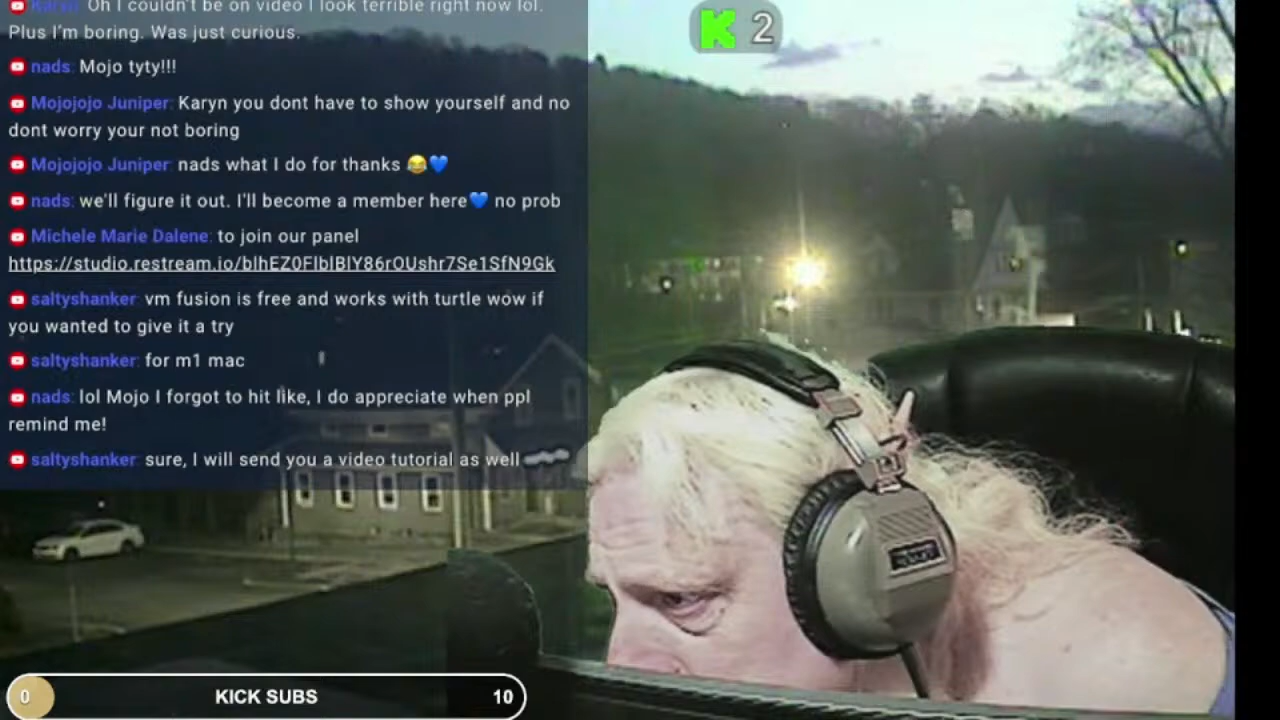 Karyn: Oh I couldn't be on video I look terrible right now lol.
Plus I'm boring. Was just curious.
nads: Mojo tyty!!!
Mojojojo Juniper: Karyn you dont have to show yourself and no
dont worry your not boring
Mojojojo Juniper: nads what I do for thanks 😂💙
nads: we'll figure it out. I'll become a member here💙 no prob
Michele Marie Dalene: to join our panel
https://studio.restream.io/blhEZ0FlblBlY86rOUshr7Se1SfN9Gk
saltyshanker: vm fusion is free and works with turtle wow if
you wanted to give it a try
saltyshanker: for m1 mac
nads: lol Mojo I forgot to hit like, I do appreciate when ppl
remind me!
saltyshanker: sure, I will send you a video tutorial as well
K 2
0 KICK SUBS 10